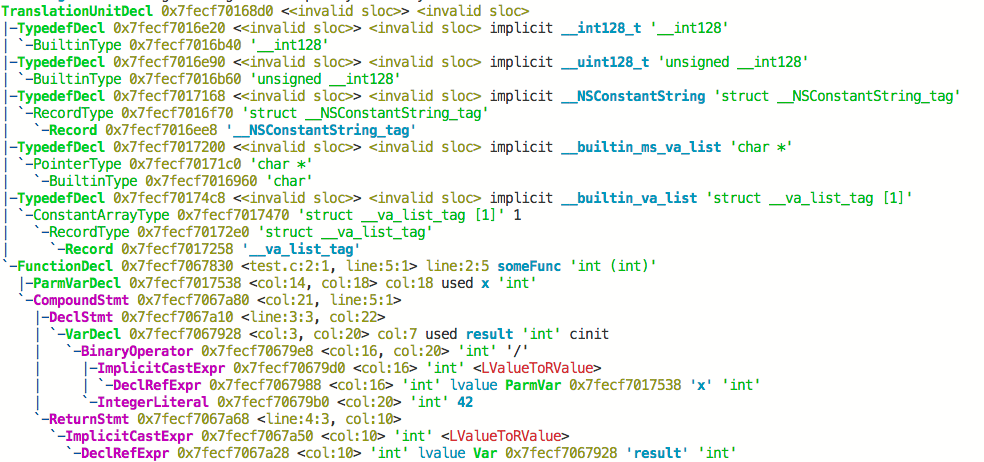 TranslationUnitDecl 0x7fecf70168d0 <<invalid sloc>> <invalid sloc>
|-TypedefDecl 0x7fecf7016e20 <<invalid sloc>> <invalid sloc> implicit __int128_t '__int128'
| `-BuiltinType 0x7fecf7016b40 '__int128'
|-TypedefDecl 0x7fecf7016e90 <<invalid sloc>> <invalid sloc> implicit __uint128_t 'unsigned __int128'
| `-BuiltinType 0x7fecf7016b60 'unsigned __int128'
|-TypedefDecl 0x7fecf7017168 <<invalid sloc>> <invalid sloc> implicit __NSConstantString 'struct __NSConstantString_tag'
| `-RecordType 0x7fecf7016f70 'struct __NSConstantString_tag'
|   `-Record 0x7fecf7016ee8 '__NSConstantString_tag'
|-TypedefDecl 0x7fecf7017200 <<invalid sloc>> <invalid sloc> implicit __builtin_ms_va_list 'char *'
| `-PointerType 0x7fecf70171c0 'char *'
|   `-BuiltinType 0x7fecf7016960 'char'
|-TypedefDecl 0x7fecf70174c8 <<invalid sloc>> <invalid sloc> implicit __builtin_va_list 'struct __va_list_tag [1]'
| `-ConstantArrayType 0x7fecf7017470 'struct __va_list_tag [1]' 1
|   `-RecordType 0x7fecf70172e0 'struct __va_list_tag'
|     `-Record 0x7fecf7017258 '__va_list_tag'
`-FunctionDecl 0x7fecf7067830 <test.c:2:1, line:5:1> line:2:5 someFunc 'int (int)'
  |-ParmVarDecl 0x7fecf7017538 <col:14, col:18> col:18 used x 'int'
  `-CompoundStmt 0x7fecf7067a80 <col:21, line:5:1>
    |-DeclStmt 0x7fecf7067a10 <line:3:3, col:22>
    | `-VarDecl 0x7fecf7067928 <col:3, col:20> col:7 used result 'int' cinit
    |   `-BinaryOperator 0x7fecf70679e8 <col:16, col:20> 'int' '/'
    |     |-ImplicitCastExpr 0x7fecf70679d0 <col:16> 'int' <LValueToRValue>
    |     | `-DeclRefExpr 0x7fecf7067988 <col:16> 'int' lvalue ParmVar 0x7fecf7017538 'x' 'int'
    |     `-IntegerLiteral 0x7fecf70679b0 <col:20> 'int' 42
    `-ReturnStmt 0x7fecf7067a68 <line:4:3, col:10>
      `-ImplicitCastExpr 0x7fecf7067a50 <col:10> 'int' <LValueToRValue>
        `-DeclRefExpr 0x7fecf7067a28 <col:10> 'int' lvalue Var 0x7fecf7067928 'result' 'int'